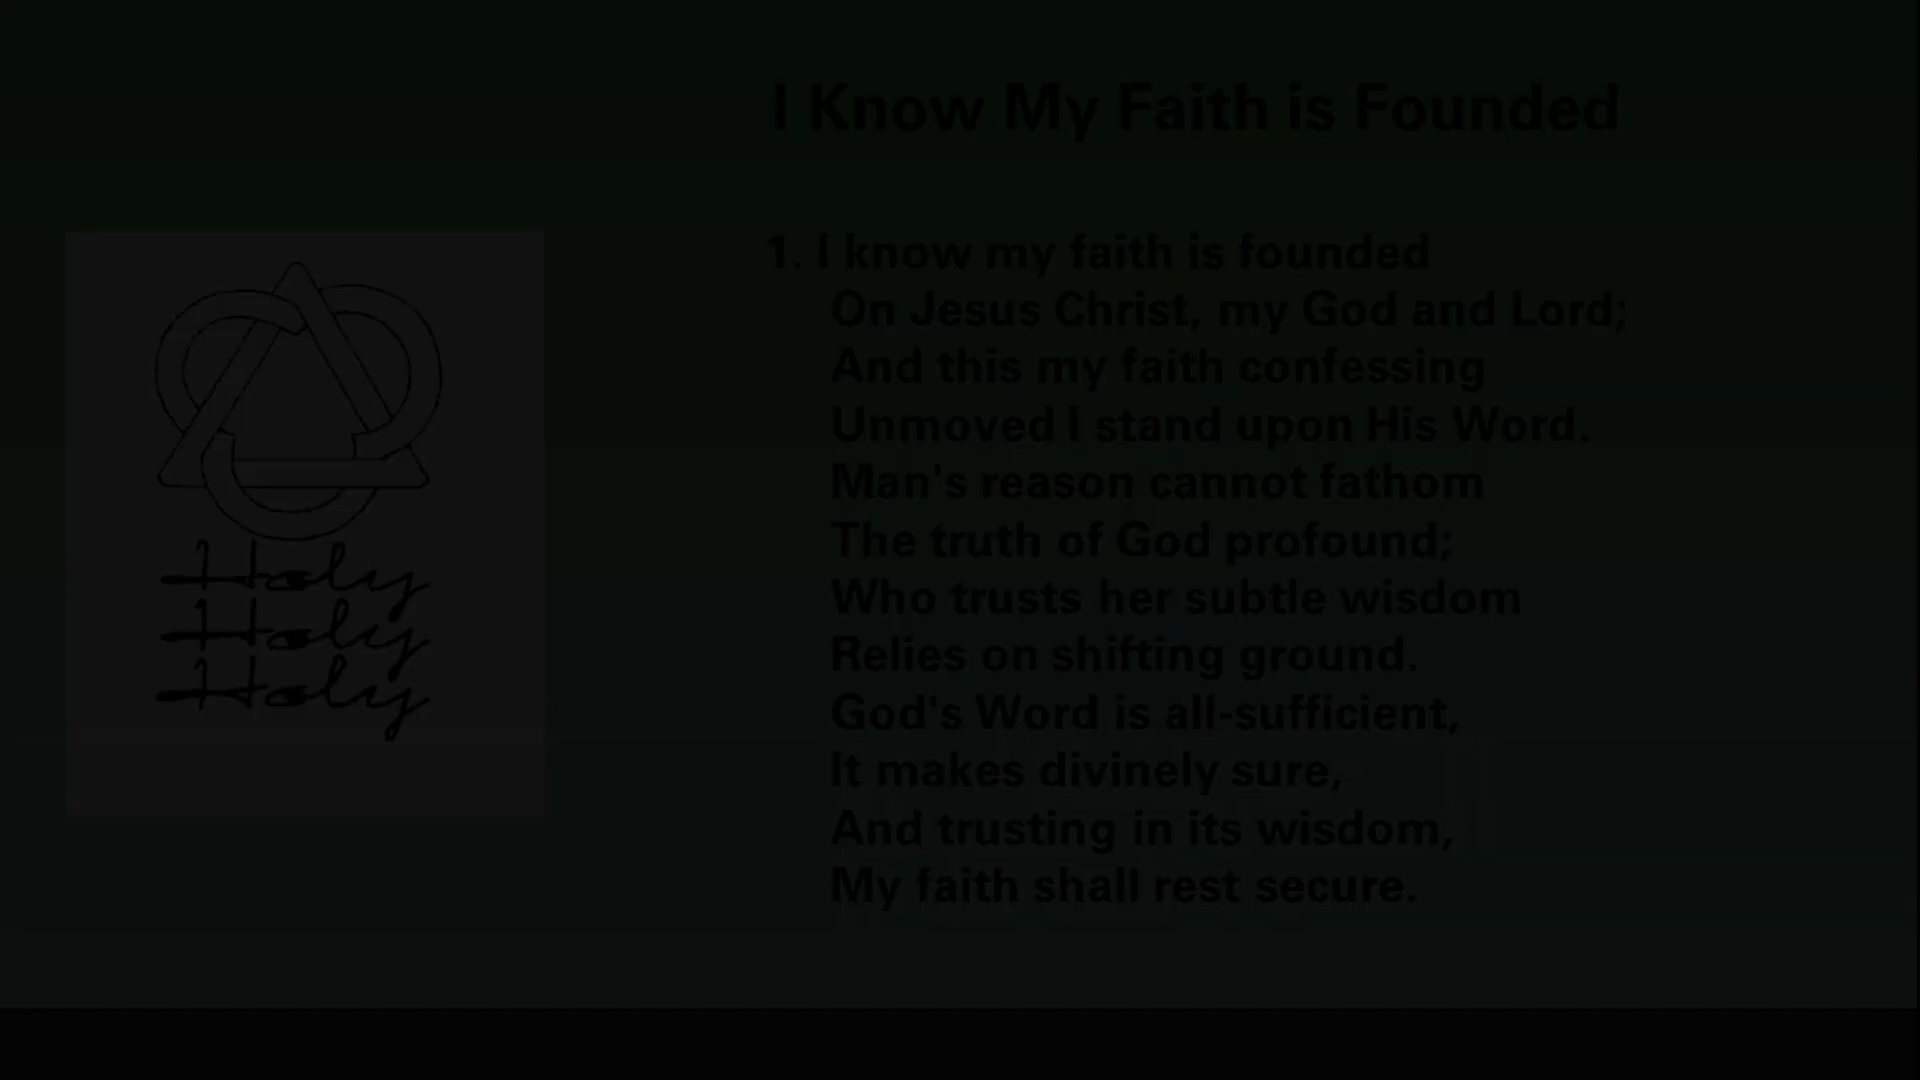 I Know My Faith is Founded
1. I know my faith is founded
On Jesus Christ, my God and Lord;
And this my faith confessing
Unmoved I stand upon His Word.
Man's reason cannot fathom
The truth of God profound;
Who trusts her subtle wisdom
Relies on shifting ground.
God's Word is all-sufficient,
It makes divinely sure,
And trusting in its wisdom,
My faith shall rest secure.
Holy
Holy
Holy